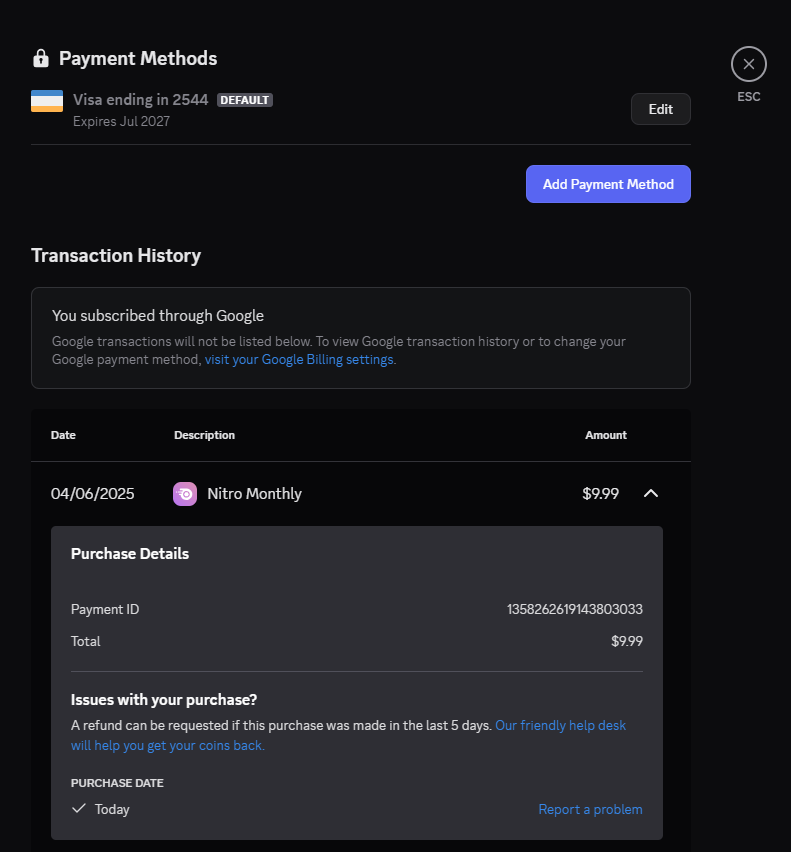 Payment Methods
ESC
Visa ending in 2544 DEFAULT
Expires Jul 2027
Edit
Add Payment Method
Transaction History
You subscribed through Google
Google transactions will not be listed below. To view Google transaction history or to change your
Google payment method, visit your Google Billing settings.
Date Description Amount
04/06/2025 Nitro Monthly $9.99
Purchase Details
Payment ID 1358262619143803033
Total $9.99
Issues with your purchase?
A refund can be requested if this purchase was made in the last 5 days. Our friendly help desk
will help you get your coins back.
PURCHASE DATE
Today Report a problem